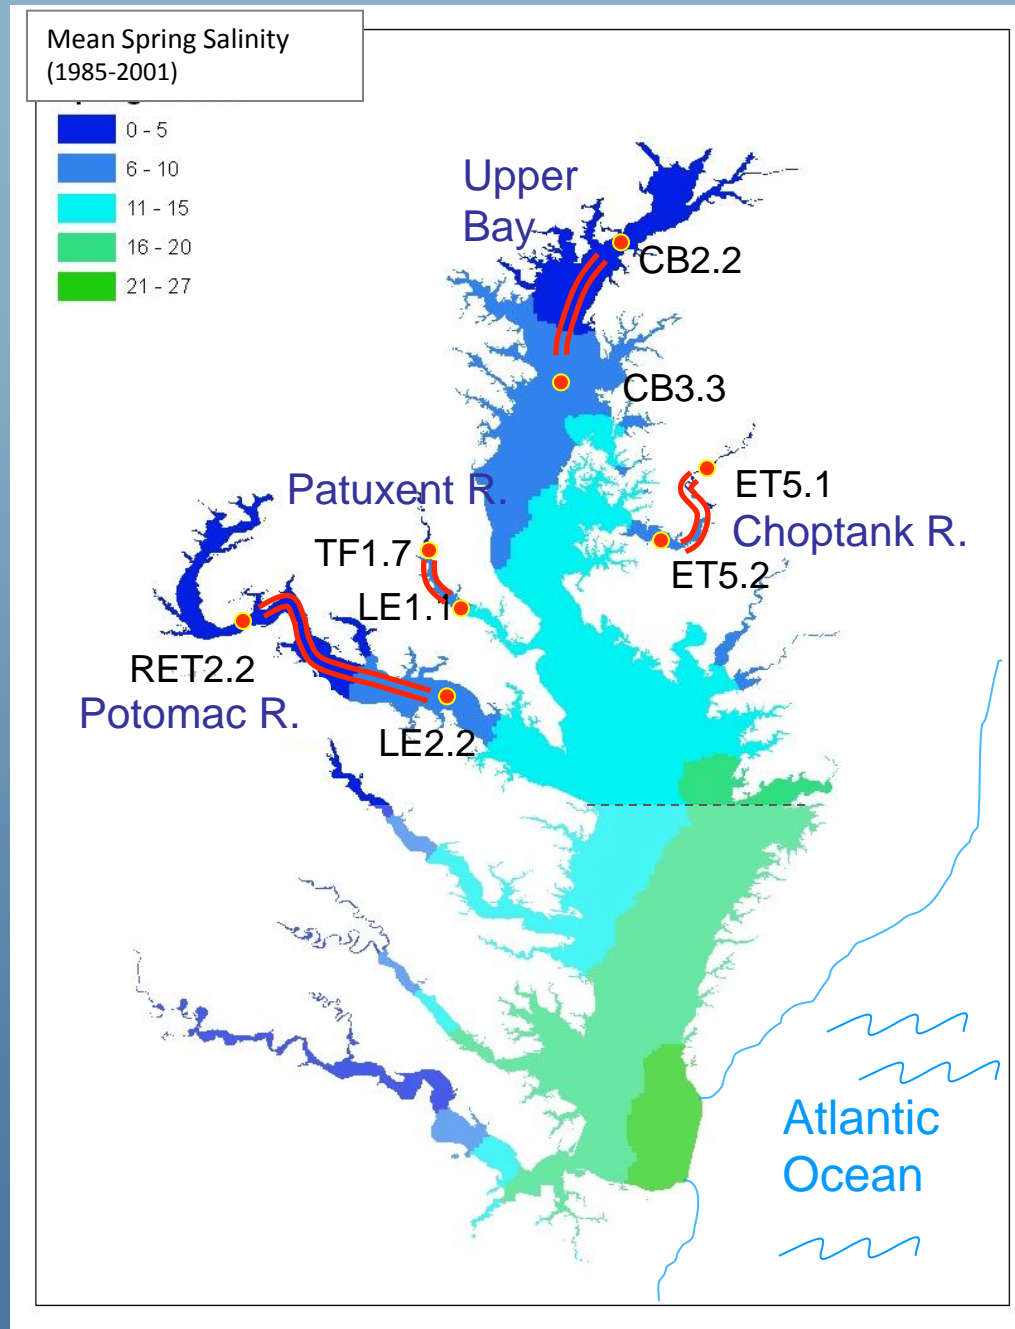 Mean Spring Salinity
(1985-2001)
0 - 5
6 - 10
11 - 15
16 - 20
21 - 27
Upper
Bay
CB2.2
CB3.3
ET5.1
Choptank R.
ET5.2
Patuxent R.
TF1.7
LE1.1
RET2.2
Potomac R.
LE2.2
Atlantic
Ocean